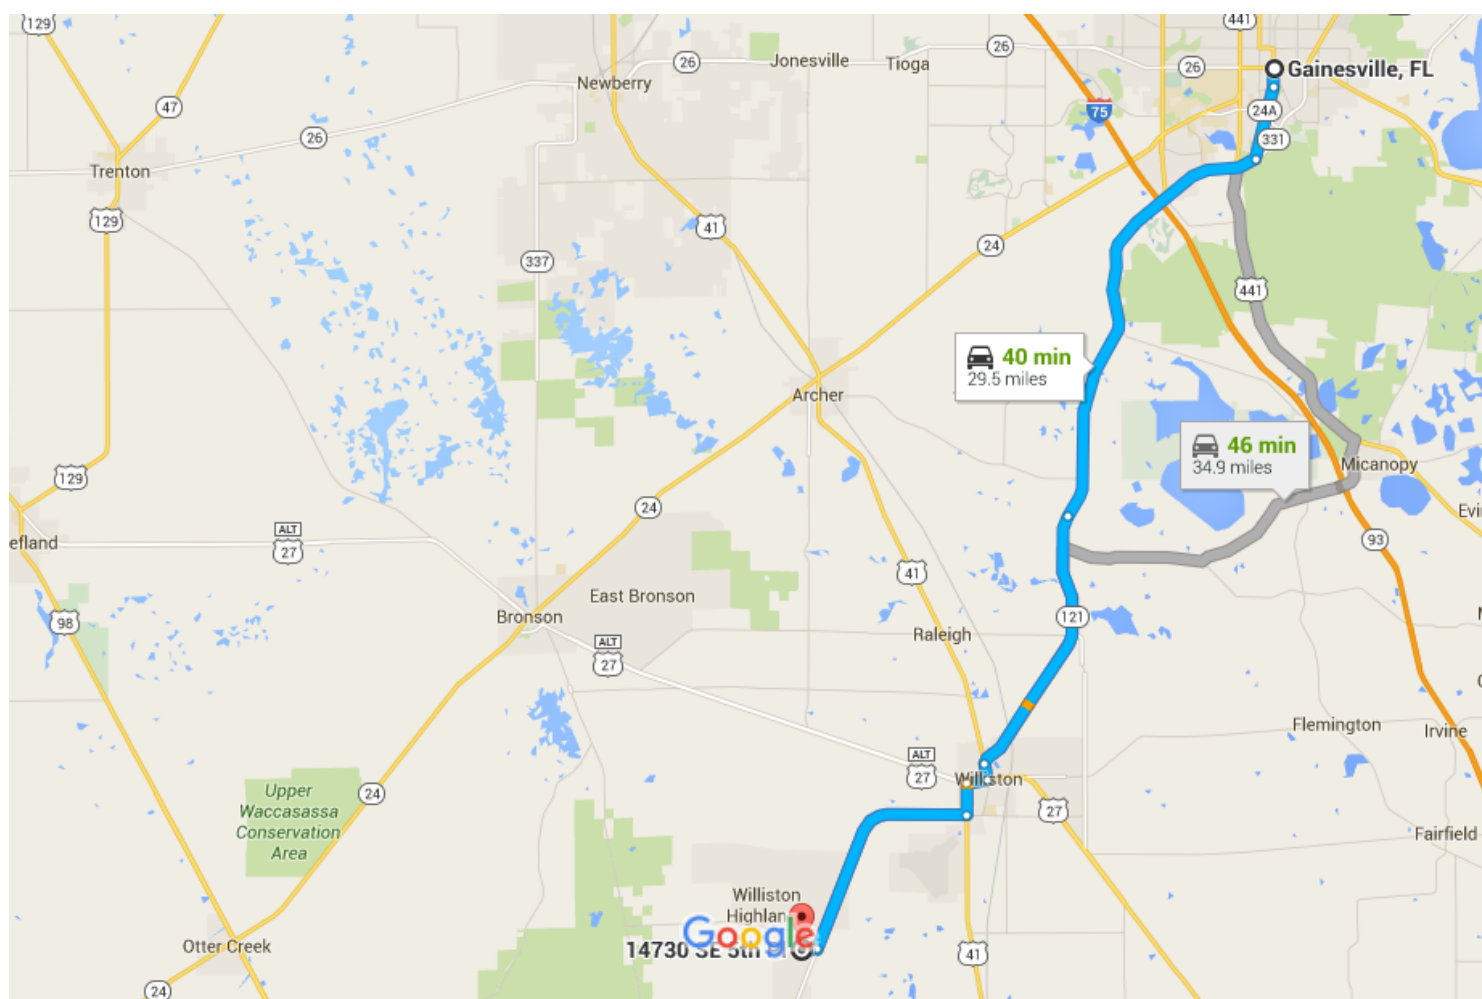 129
441
26
26
Jonesville
Tioga
26
Gainesville, FL
Newberry
47
75
24A
331
26
Trenton
129
41
24
337
441
40 min
29.5 miles
Archer
46 min
34.9 miles
Micanopy
129
24
ALT
27
efland
93
41
98
East Bronson
Bronson
121
ALT
27
Raleigh
Flemington
Irvine
ALT
27
Williston
24
Upper
Waccasassa
Conservation
Area
27
Fairfield
Williston
Highlan
Google
14730 SE 5th
Otter Creek
41
24